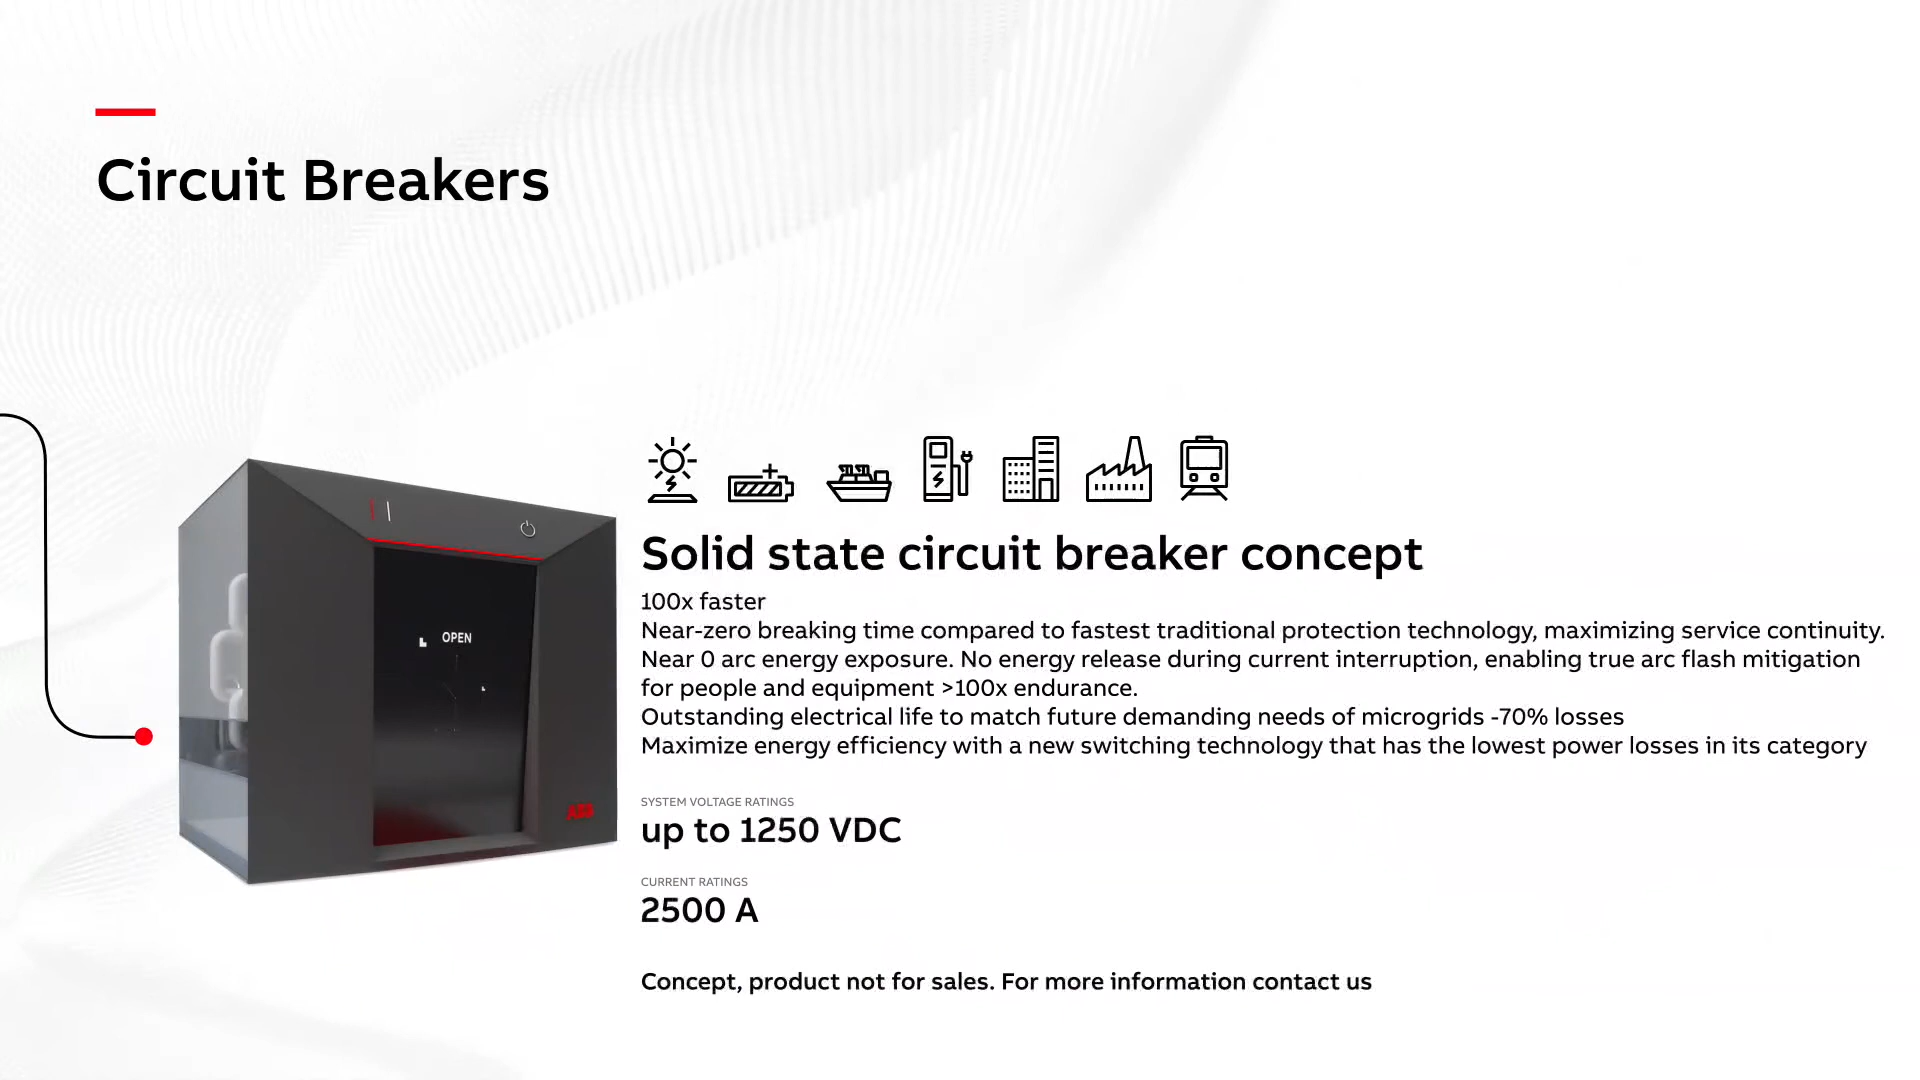 Circuit Breakers
OPEN
ABB
Solid state circuit breaker concept
100x faster
Near-zero breaking time compared to fastest traditional protection technology, maximizing service continuity.
Near 0 arc energy exposure. No energy release during current interruption, enabling true arc flash mitigation
for people and equipment >100x endurance.
Outstanding electrical life to match future demanding needs of microgrids -70% losses
Maximize energy efficiency with a new switching technology that has the lowest power losses in its category
SYSTEM VOLTAGE RATINGS
up to 1250 VDC
CURRENT RATINGS
2500 A
Concept, product not for sales. For more information contact us